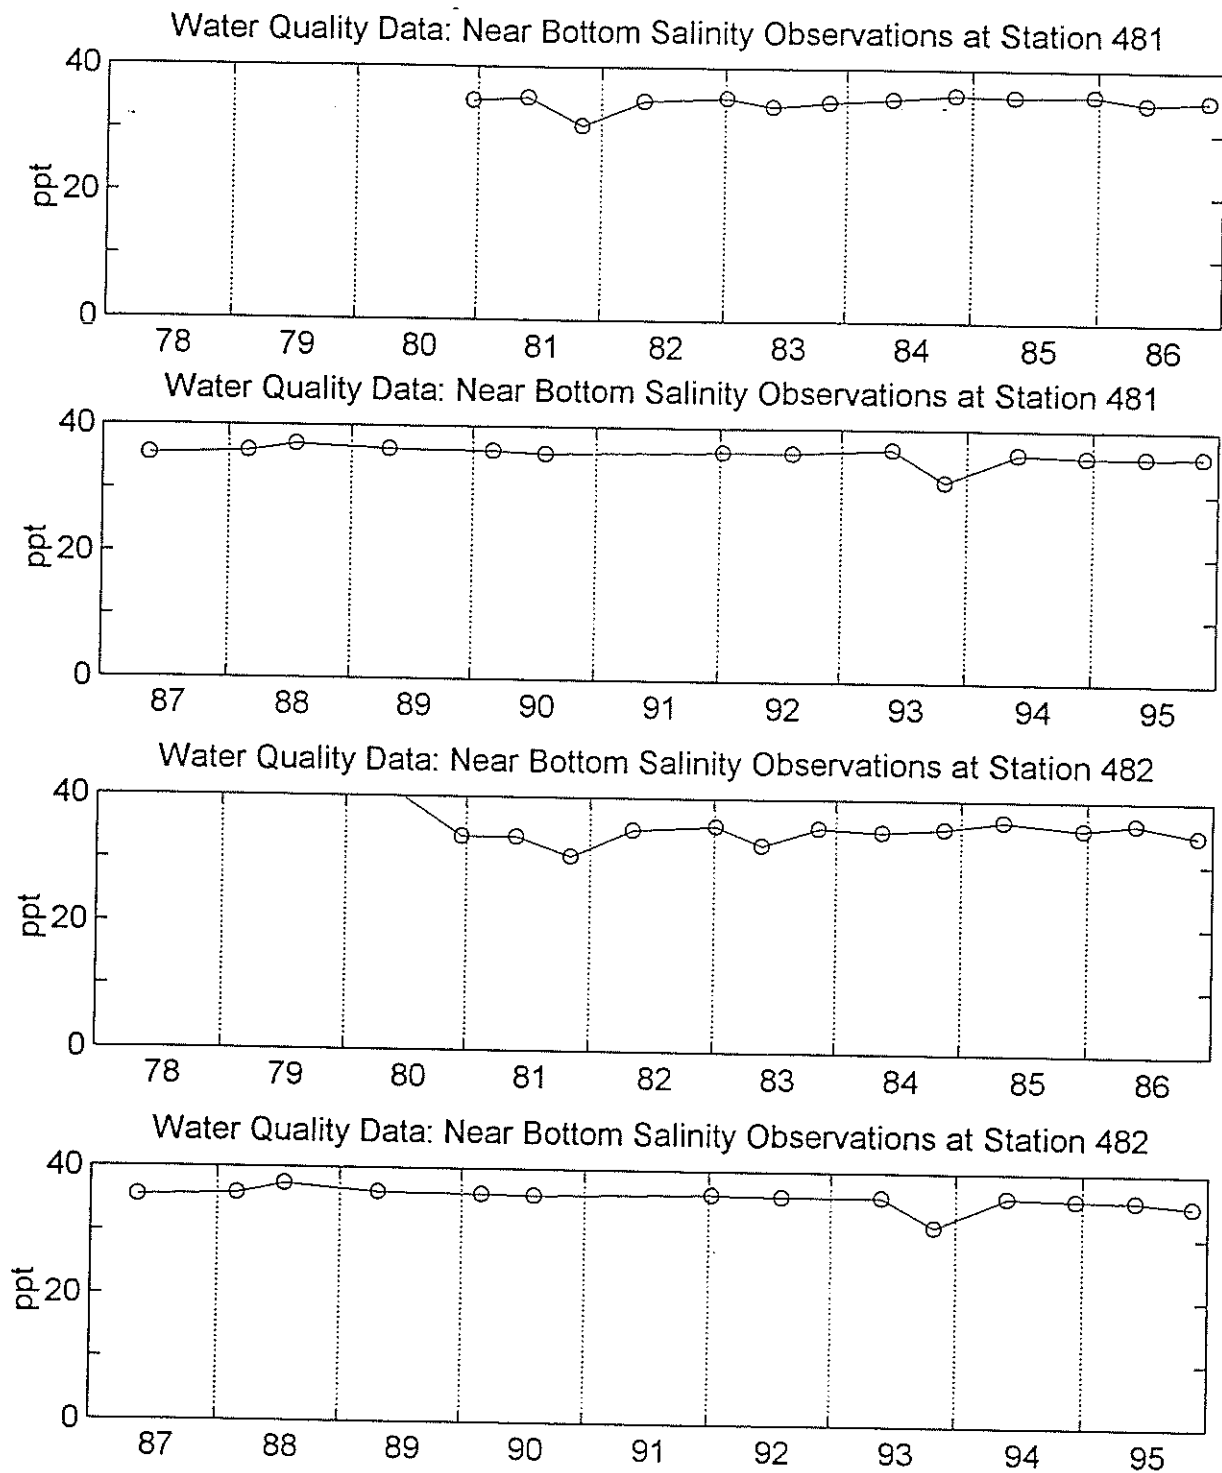 Water Quality Data: Near Bottom Salinity Observations at Station 481
40
20
0
ppt
78 79 80 81 82 83 84 85 86
Water Quality Data: Near Bottom Salinity Observations at Station 481
40
20
0
ppt
87 88 89 90 91 92 93 94 95
Water Quality Data: Near Bottom Salinity Observations at Station 482
40
20
0
ppt
78 79 80 81 82 83 84 85 86
Water Quality Data: Near Bottom Salinity Observations at Station 482
40
20
0
ppt
87 88 89 90 91 92 93 94 95